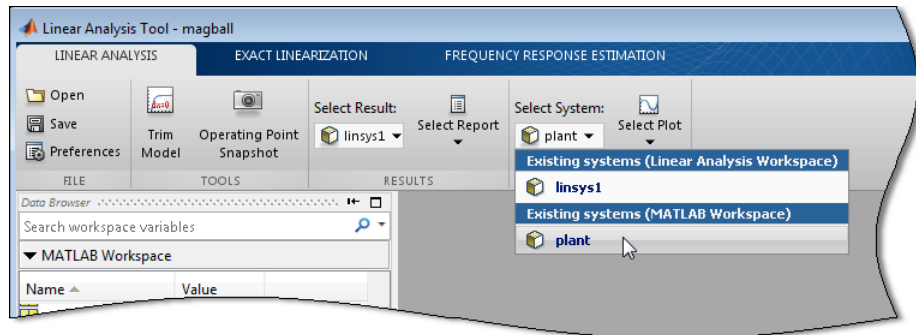 Linear Analysis Tool - magball
LINEAR ANALYSIS
EXACT LINEARIZATION
FREQUENCY RESPONSE ESTIMATION
Open
Save
Preferences
FILE
dx=0
Trim
Model
Operating Point
Snapshot
TOOLS
Select Result:
linsys1
Select Report
RESULTS
Select System:
plant
Select Plot
Existing systems (Linear Analysis Workspace)
linsys1
Existing systems (MATLAB Workspace)
plant
Data Browser
Search workspace variables
MATLAB Workspace
Name
Value